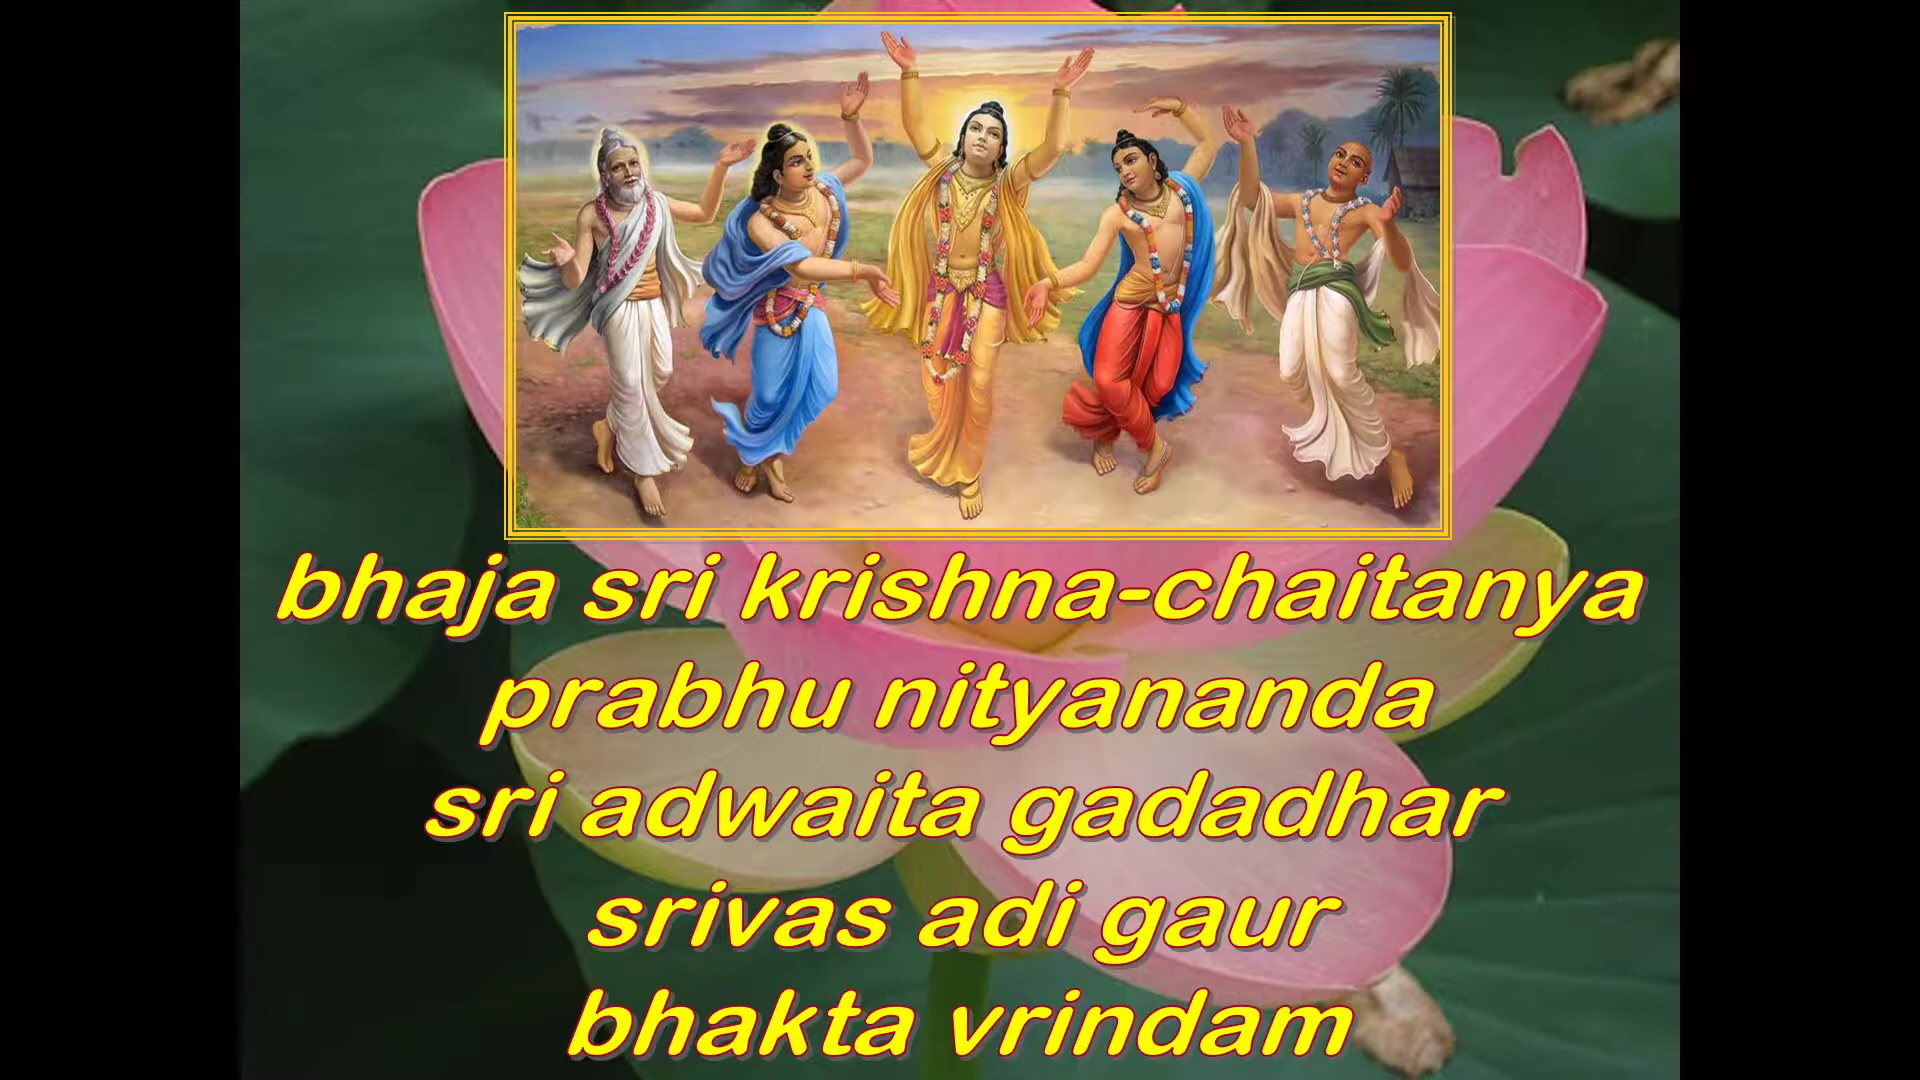 bhaja sri krishna-chaitanya
prabhu nityananda
sri adwaita gadadhar
srivas adi gaur
bhakta vrindam